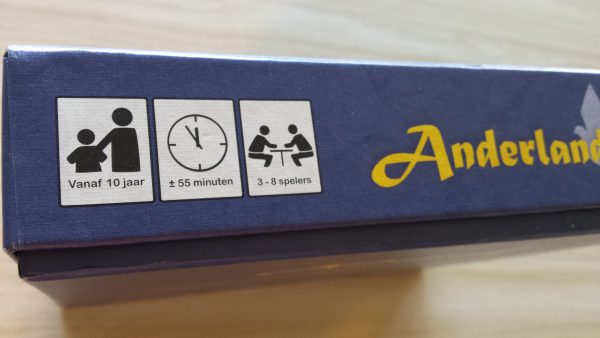 Vanaf 10 jaar
± 55 minuten
3 - 8 spelers
Anderland